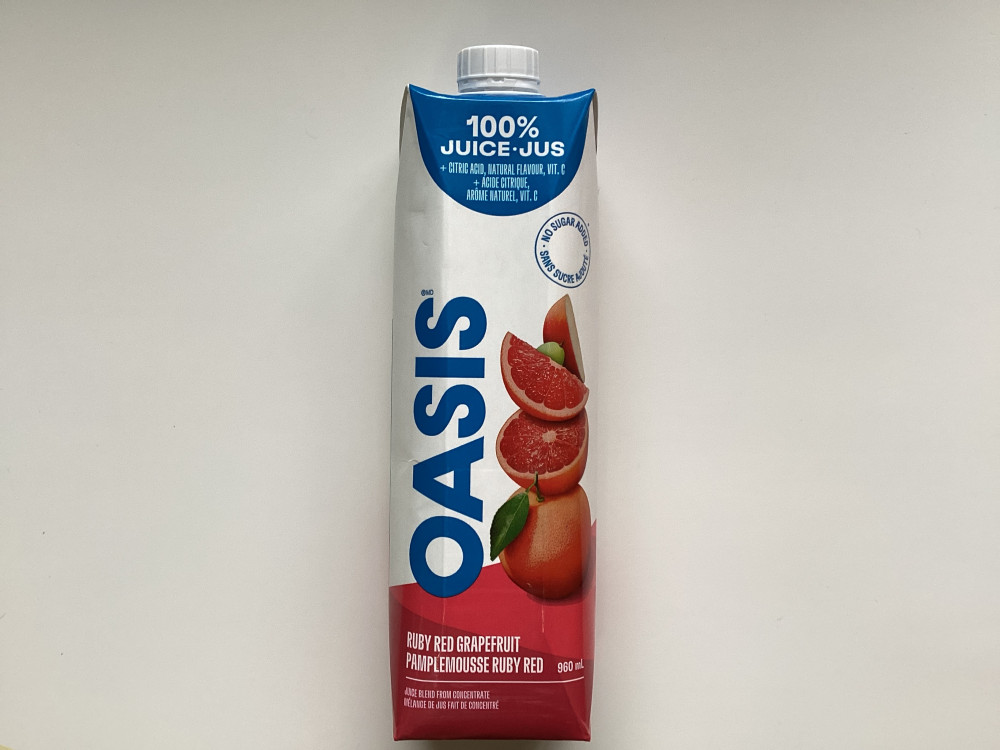 100%
JUICE·JUS
+ CITRIC ACID, NATURAL FLAVOUR, VIT. C
+ ACIDE CITRIQUE,
ARÔME NATUREL, VIT. C
• NO SUGAR ADDED •
SANS SUCRE AJOUTÉ
OASIS
®MD
RUBY RED GRAPEFRUIT
PAMPLEMOUSSE RUBY RED
960 mL
JUICE BLEND FROM CONCENTRATE
MÉLANGE DE JUS FAIT DE CONCENTRÉ